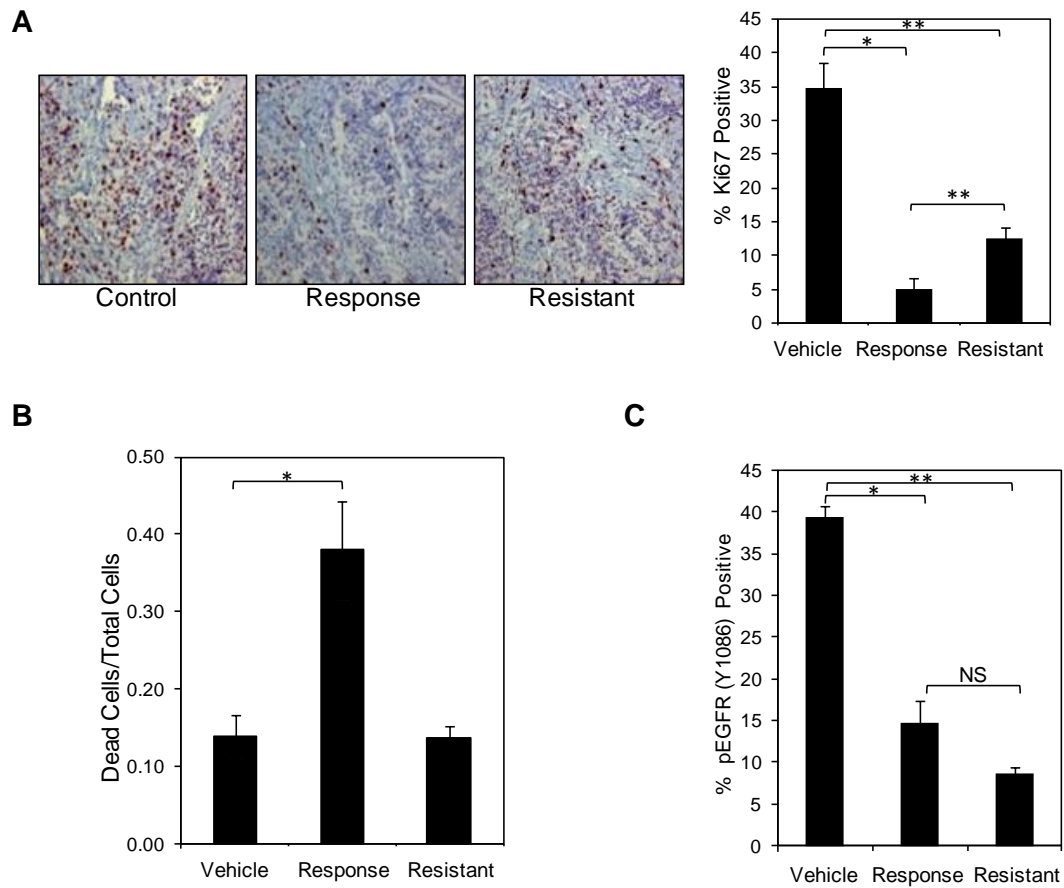 A
Control
Response
Resistant
% Ki67 Positive
45
40
35
30
25
20
15
10
5
0
**
*
**
Vehicle Response Resistant
B
Dead Cells/Total Cells
0.50
0.40
0.30
0.20
0.10
0.00
*
Vehicle Response Resistant
C
% pEGFR (Y1086) Positive
45
40
35
30
25
20
15
10
5
0
**
*
NS
Vehicle Response Resistant